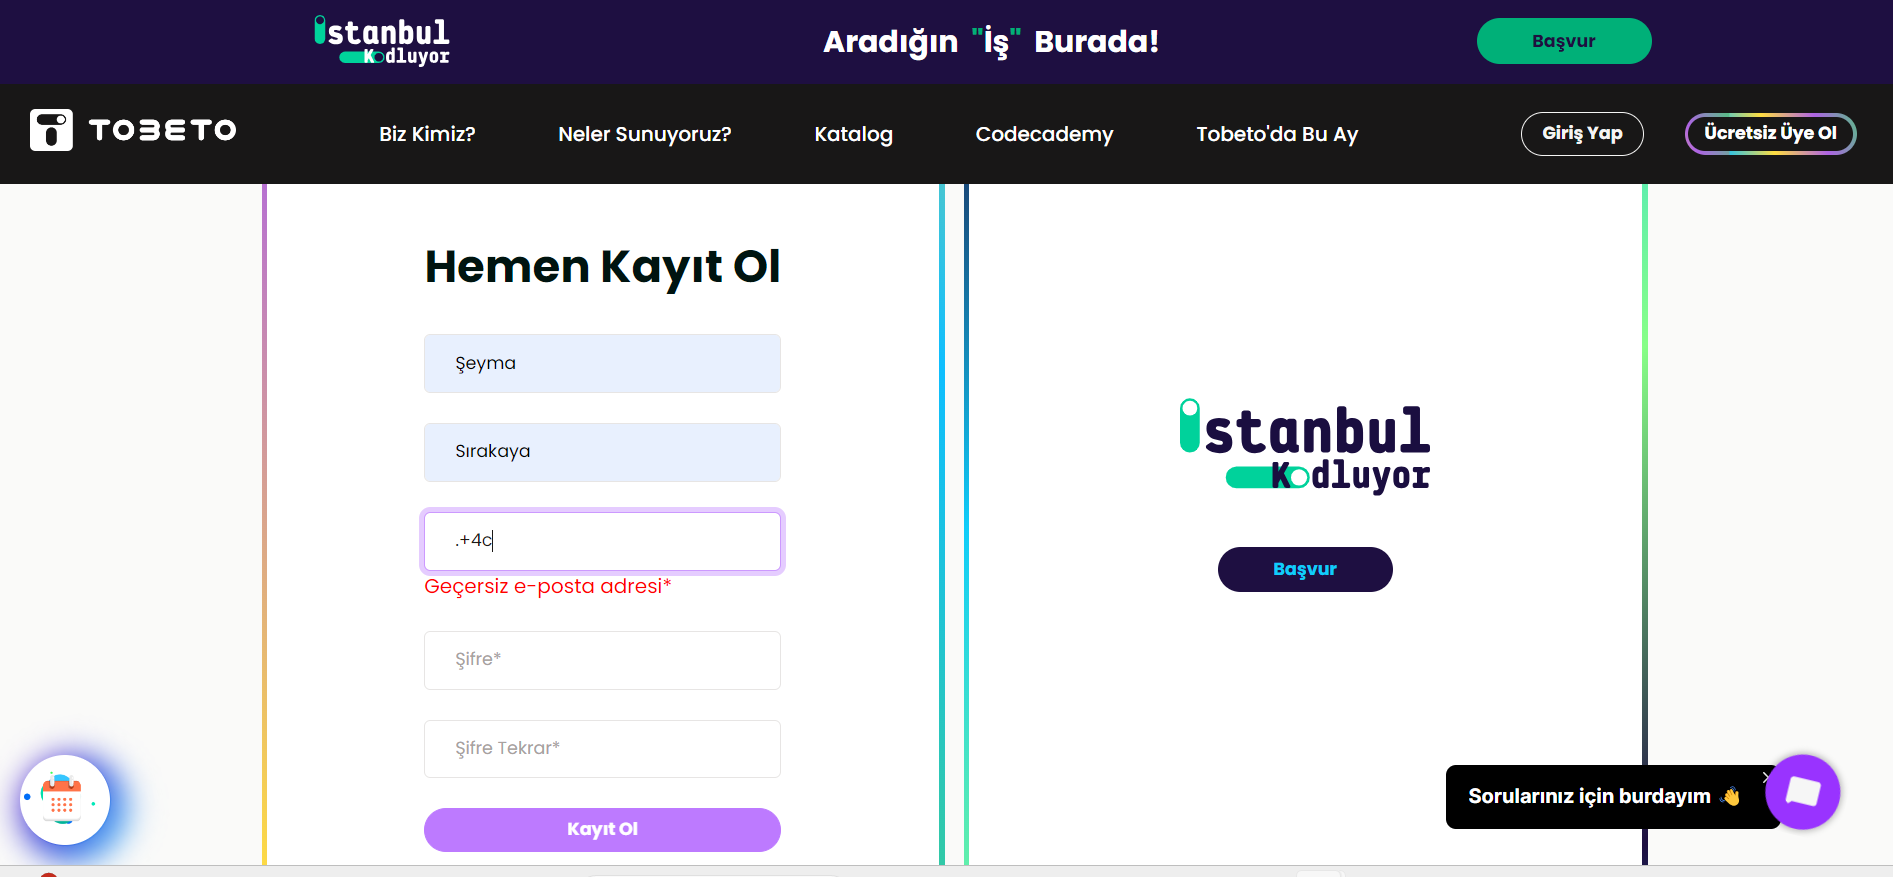 istanbul
Kodluyor
Aradığın "İş" Burada!
Başvur
TOBETO
Biz Kimiz?
Neler Sunuyoruz?
Katalog
Codecademy
Tobeto'da Bu Ay
Giriş Yap
Ücretsiz Üye Ol
Hemen Kayıt Ol
Şeyma
Sırakaya
.+4c
Geçersiz e-posta adresi*
Şifre*
Şifre Tekrar*
Kayıt Ol
istanbul
Kodluyor
Başvur
Sorularınız için burdayım 👋